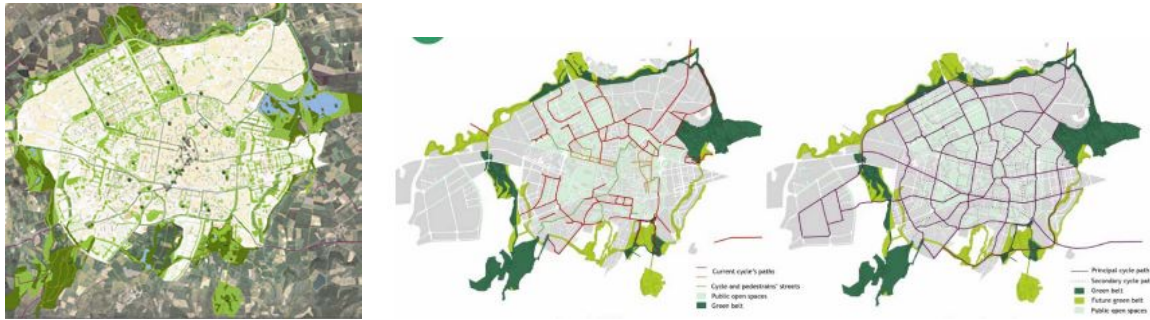 Current cycle's paths
Cycle and pedestrians' streets
Public open spaces
Green belt
Principal cycle path
Secondary cycle pat
Green belt
Future green belt
Public open spaces